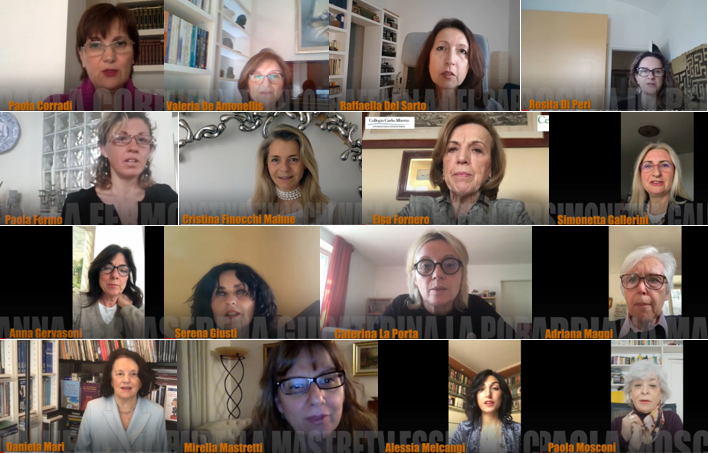 Paola Corradi
Valeria De Antonellis
Raffaella Del Sarto
Rosita Di Peri
Paola Fermo
Cristina Finocchi Mahne
Collegio Carlo Alberto
Elsa Fornero
Simonetta Gallerini
Anna Gervasoni
Serena Giusti
Caterina La Porta
Adriana Maggi
Daniela Mari
Mirella Mastretti
Alessia Melcangi
Paola Mosconi